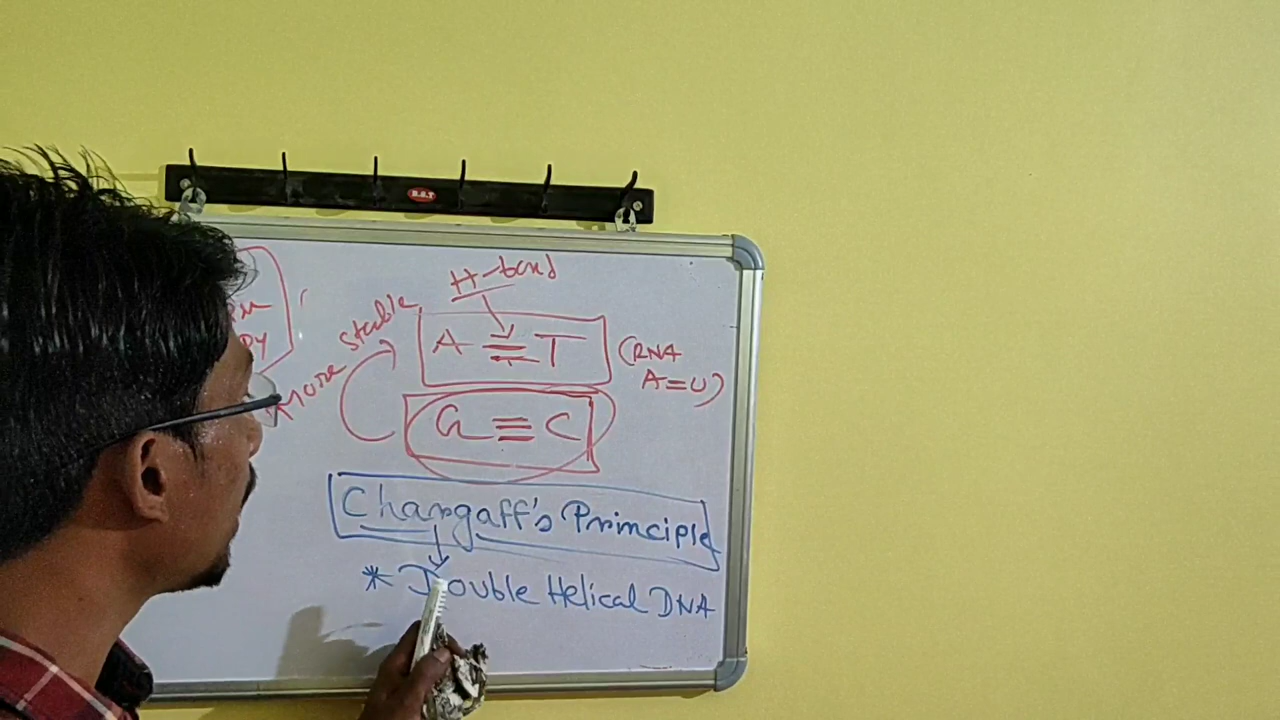 R.S.T
H-bond
more stable
A = T
(RNA
A=U)
G ≡ C
Chargaff's Principle
* Double Helical DNA